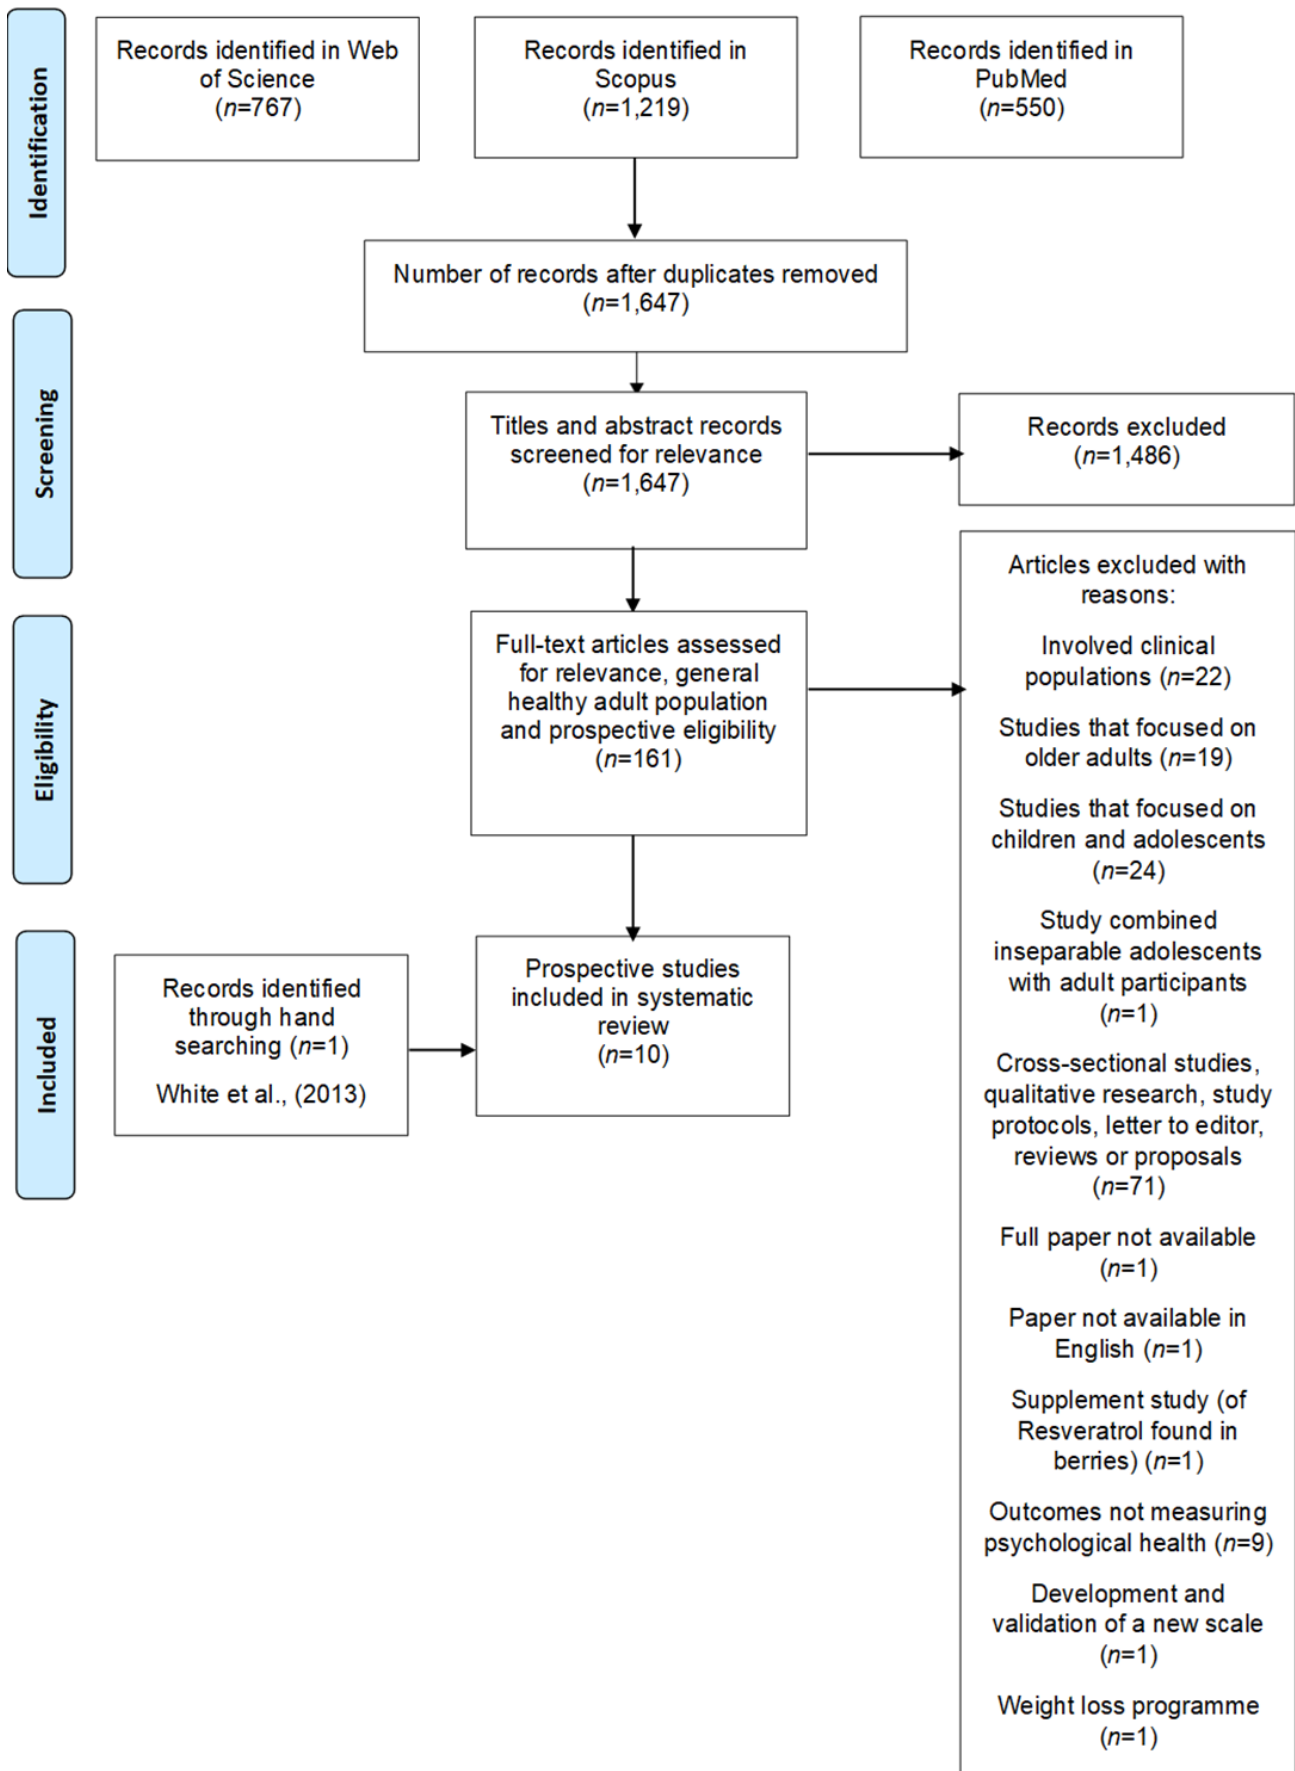 Identification
Records identified in Web
of Science
(n=767)
Records identified in
Scopus
(n=1,219)
Records identified in
PubMed
(n=550)
Number of records after duplicates removed
(n=1,647)
Screening
Titles and abstract records
screened for relevance
(n=1,647)
Records excluded
(n=1,486)
Eligibility
Full-text articles assessed
for relevance, general
healthy adult population
and prospective eligibility
(n=161)
Articles excluded with
reasons:
Involved clinical
populations (n=22)
Studies that focused on
older adults (n=19)
Studies that focused on
children and adolescents
(n=24)
Study combined
inseparable adolescents
with adult participants
(n=1)
Cross-sectional studies,
qualitative research, study
protocols, letter to editor,
reviews or proposals
(n=71)
Full paper not available
(n=1)
Paper not available in
English (n=1)
Supplement study (of
Resveratrol found in
berries) (n=1)
Outcomes not measuring
psychological health (n=9)
Development and
validation of a new scale
(n=1)
Weight loss programme
(n=1)
Included
Records identified
through hand
searching (n=1)
White et al., (2013)
Prospective studies
included in systematic
review
(n=10)